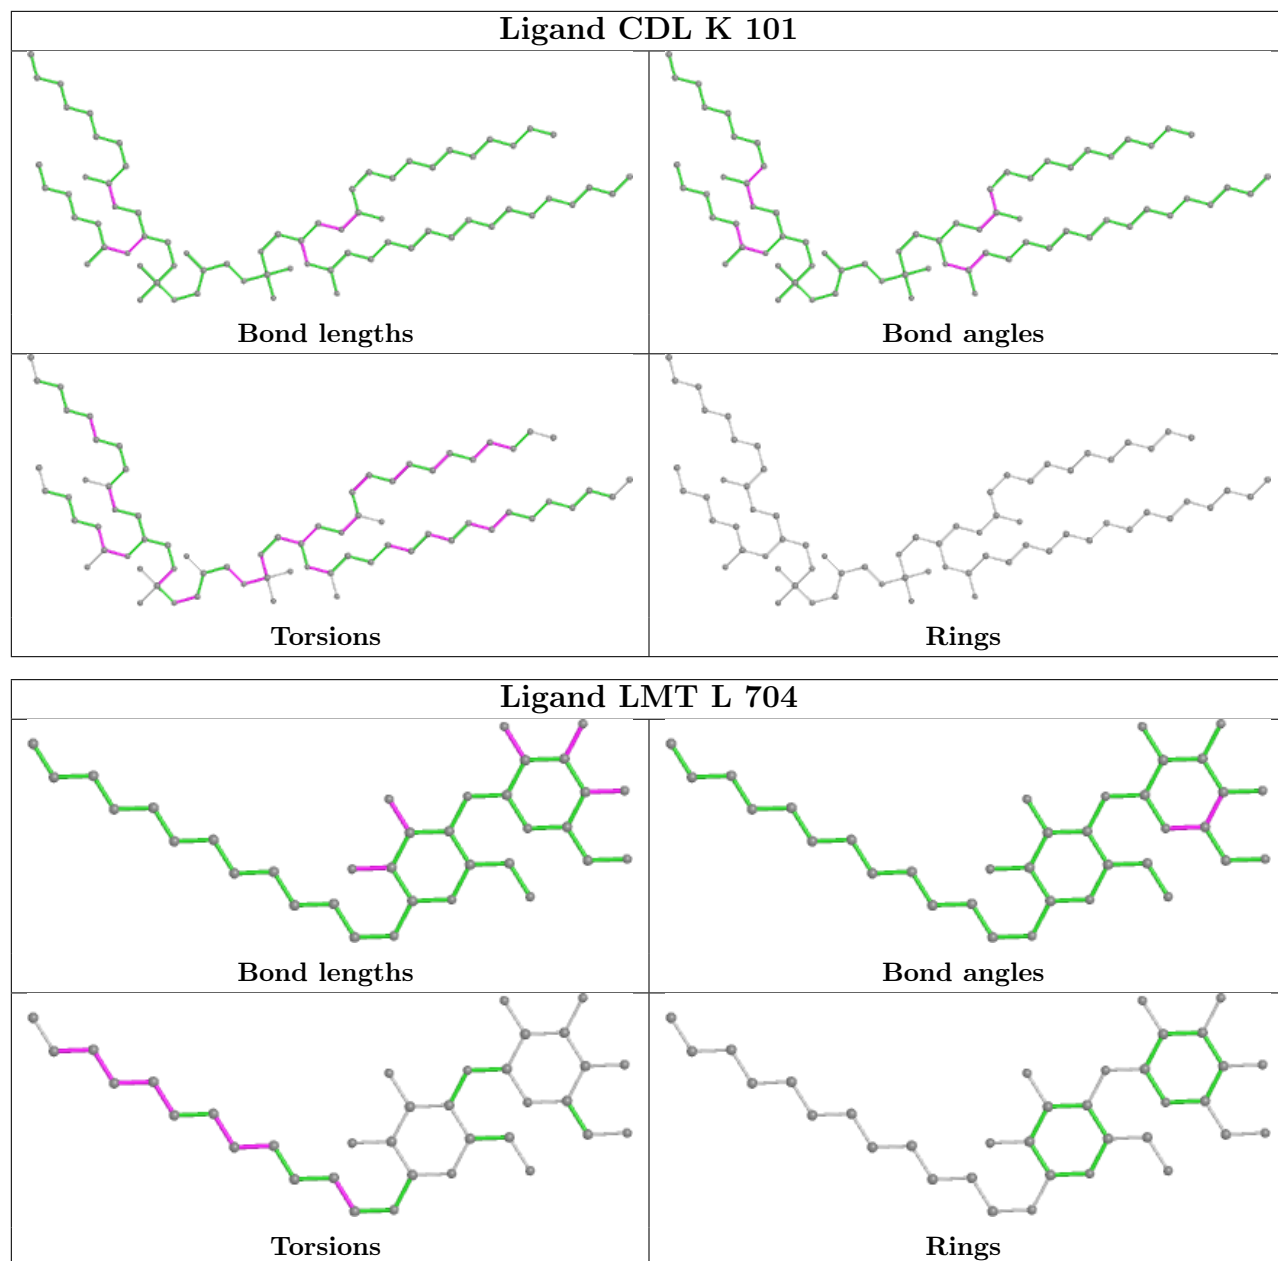 Ligand CDL K 101
Bond lengths
Bond angles
Torsions
Rings
Ligand LMT L 704
Bond lengths
Bond angles
Torsions
Rings